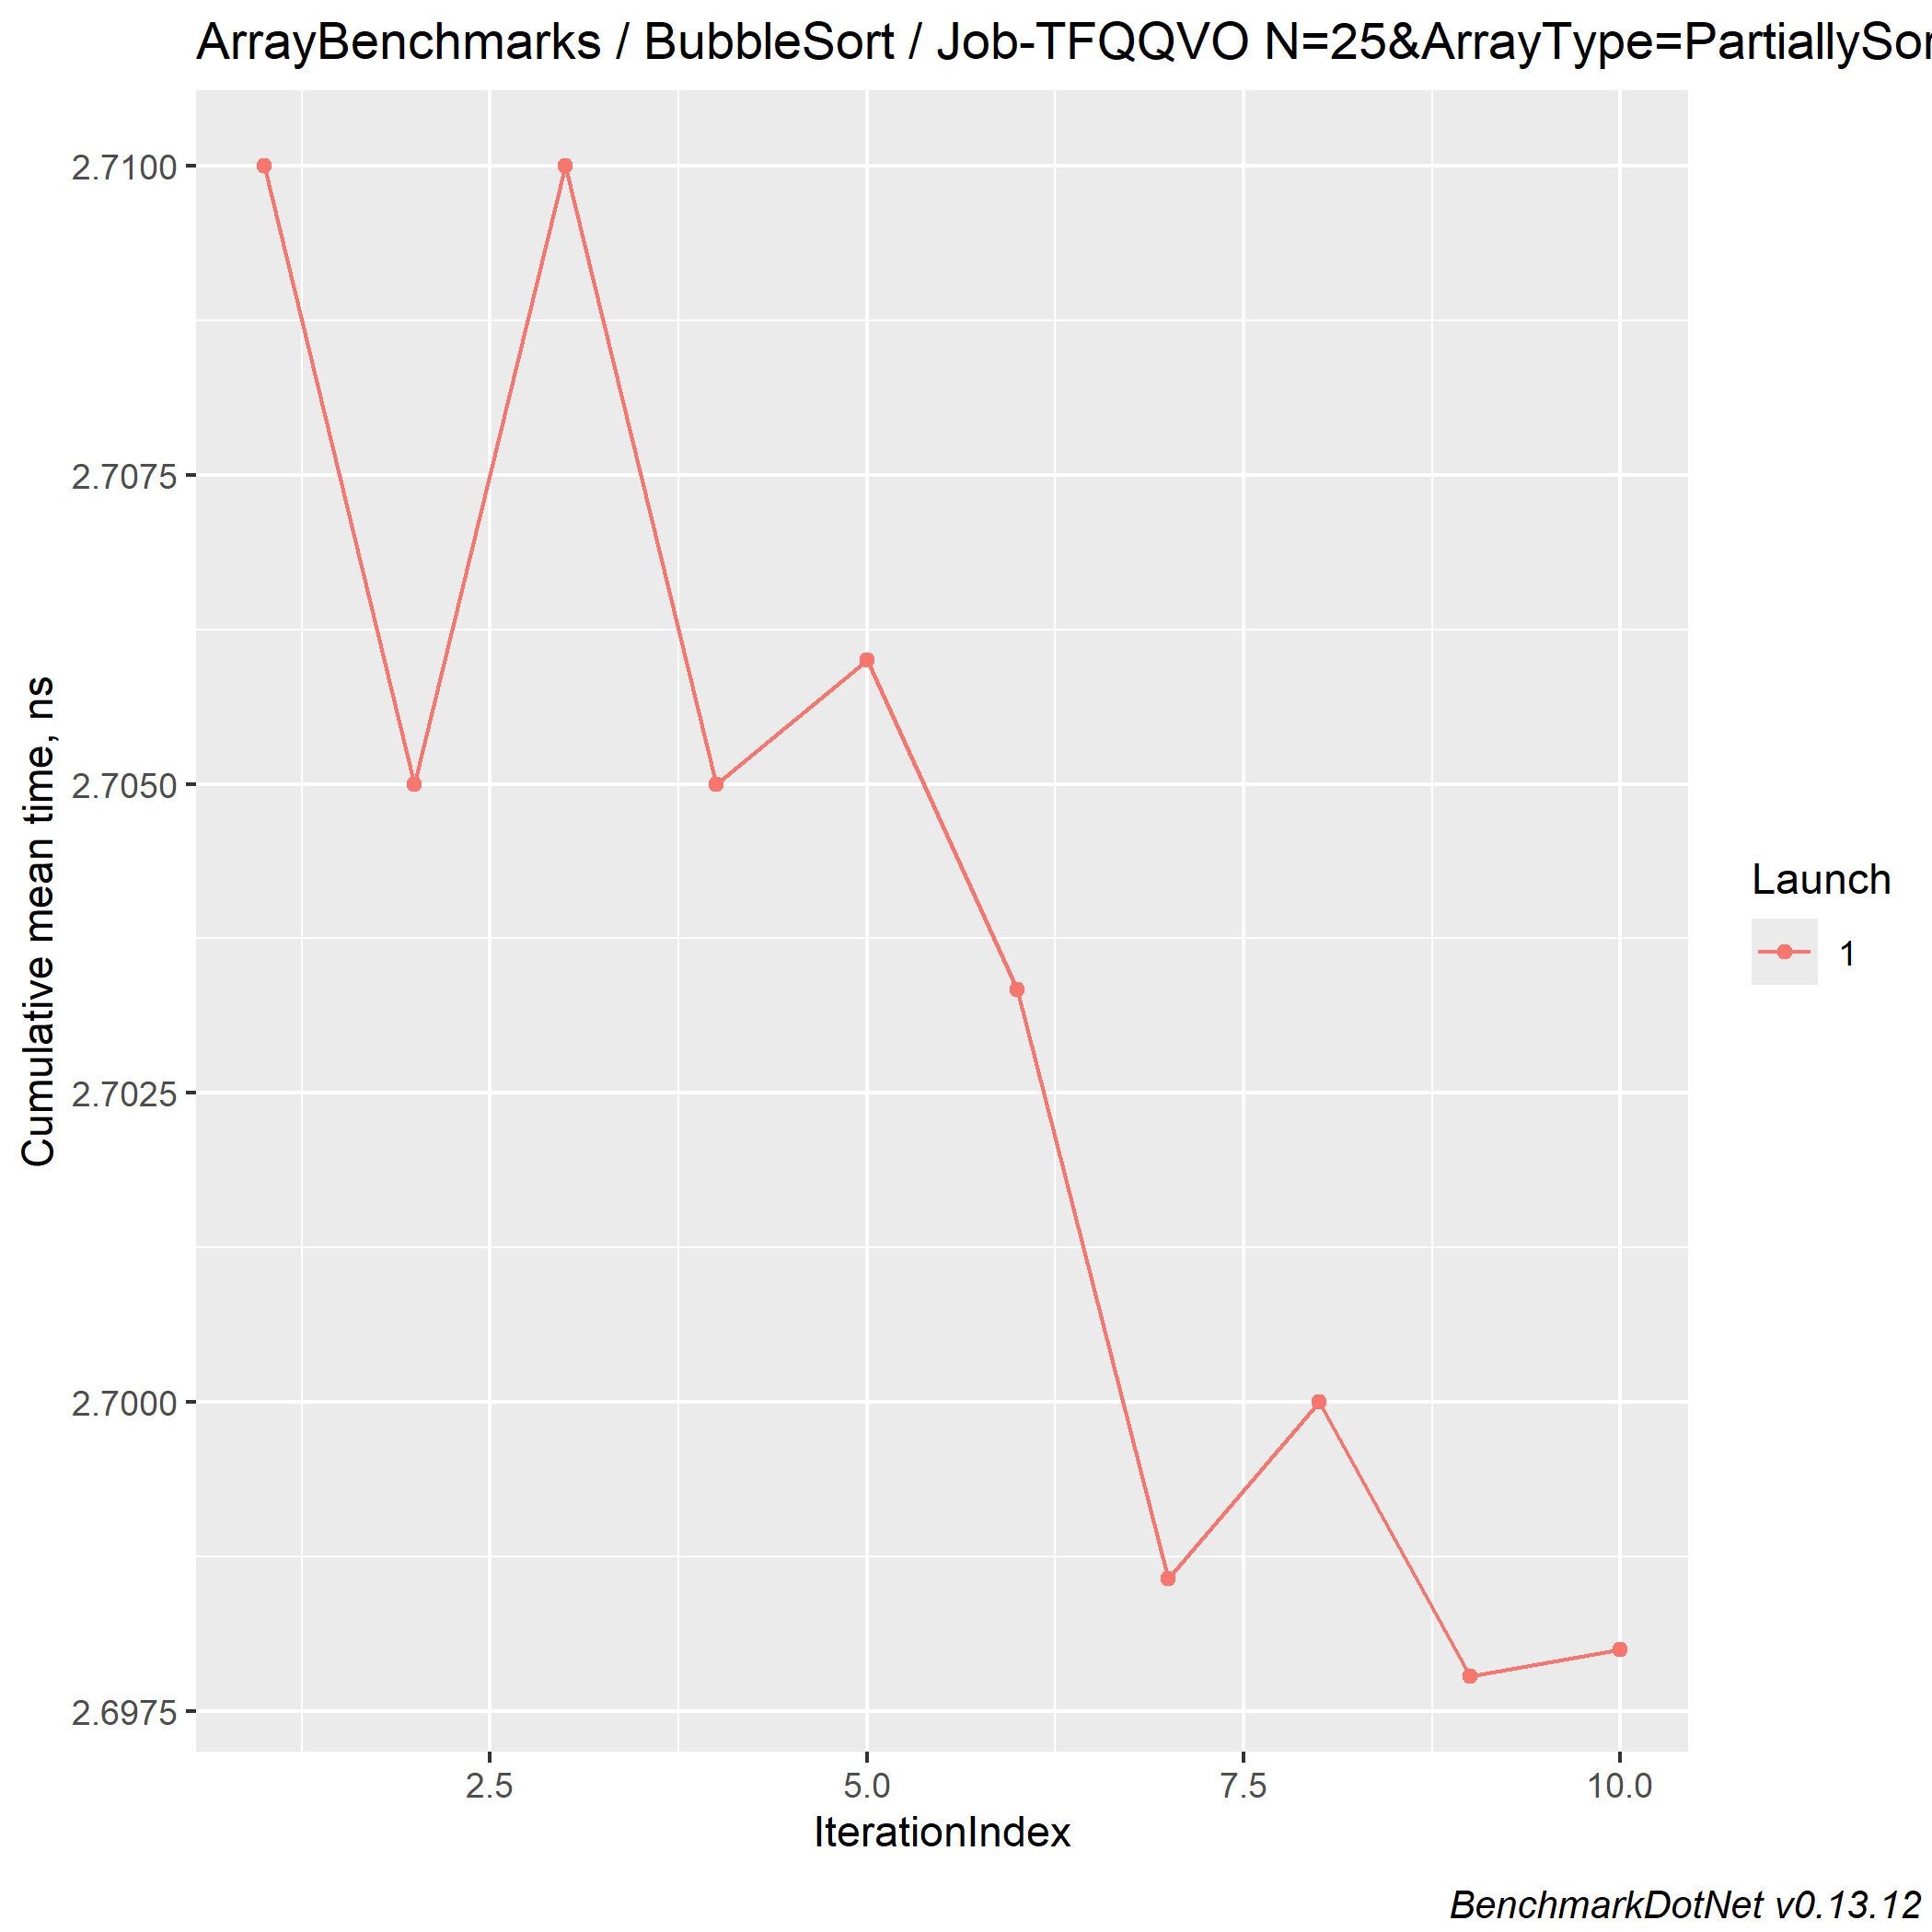 ArrayBenchmarks / BubbleSort / Job-TFQQVO N=25&ArrayType=PartiallySor
2.7100
2.7075
2.7050
2.7025
2.7000
2.6975
Cumulative mean time, ns
2.5
5.0
7.5
10.0
IterationIndex
Launch
1
BenchmarkDotNet v0.13.12